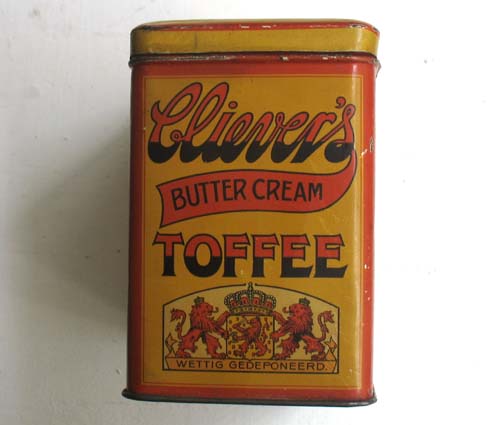 Cliever's
BUTTER CREAM
TOFFEE
WETTIG GEDEPONEERD.